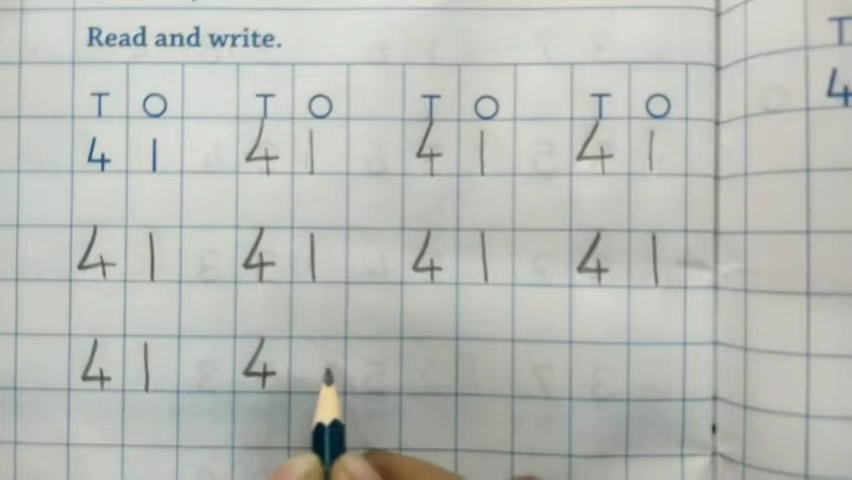 Read and write.
T O T O T O T O T
4 1 4 1 4 1 4 1 4
4 1 4 1 4 1 4 1
4 1 4